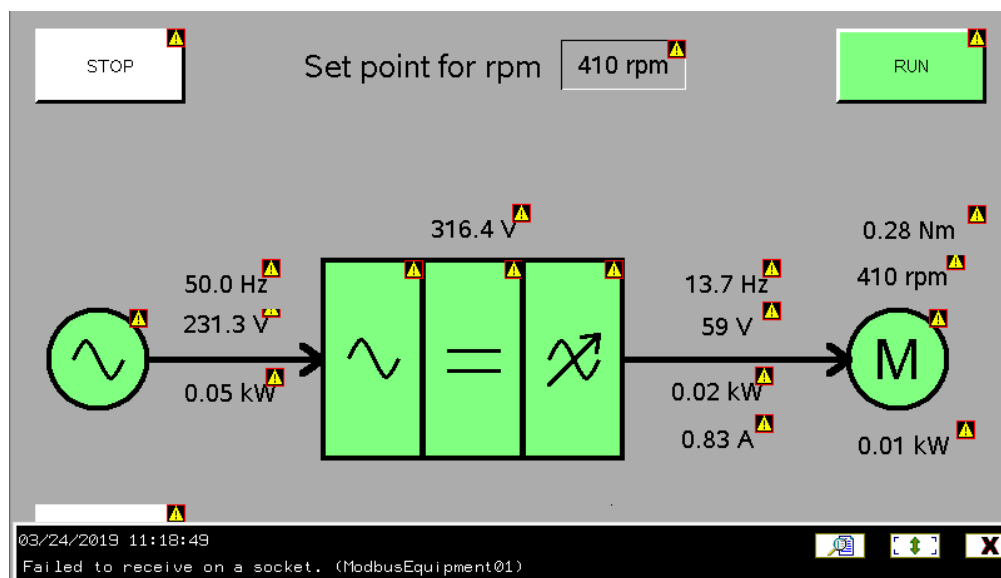 STOP
Set point for rpm 410 rpm
RUN
316.4 V
0.28 Nm
50.0 Hz
13.7 Hz
410 rpm
231.3 V
59 V
M
0.05 kW
0.02 kW
0.83 A
0.01 kW
03/24/2019 11:18:49
Failed to receive on a socket. (ModbusEquipment01)
X